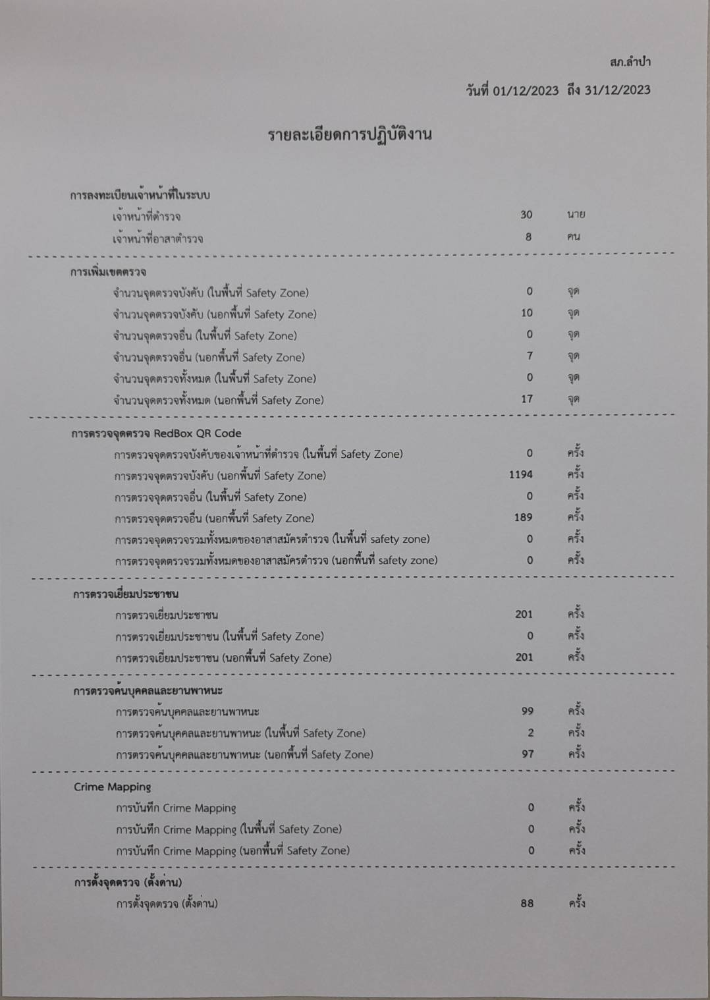 สภ.ลำปำ
วันที่ 01/12/2023 ถึง 31/12/2023
รายละเอียดการปฏิบัติงาน
การลงทะเบียนเจ้าหน้าที่ในระบบ
เจ้าหน้าที่ตำรวจ 30 นาย
เจ้าหน้าที่อาสาตำรวจ 8 คน
การเพิ่มเขตตรวจ
จำนวนจุดตรวจบังคับ (ในพื้นที่ Safety Zone) 0 จุด
จำนวนจุดตรวจบังคับ (นอกพื้นที่ Safety Zone) 10 จุด
จำนวนจุดตรวจอื่น (ในพื้นที่ Safety Zone) 0 จุด
จำนวนจุดตรวจอื่น (นอกพื้นที่ Safety Zone) 7 จุด
จำนวนจุดตรวจทั้งหมด (ในพื้นที่ Safety Zone) 0 จุด
จำนวนจุดตรวจทั้งหมด (นอกพื้นที่ Safety Zone) 17 จุด
การตรวจจุดตรวจ RedBox QR Code
การตรวจจุดตรวจบังคับของเจ้าหน้าที่ตำรวจ (ในพื้นที่ Safety Zone) 0 ครั้ง
การตรวจจุดตรวจบังคับ (นอกพื้นที่ Safety Zone) 1194 ครั้ง
การตรวจจุดตรวจอื่น (ในพื้นที่ Safety Zone) 0 ครั้ง
การตรวจจุดตรวจอื่น (นอกพื้นที่ Safety Zone) 189 ครั้ง
การตรวจจุดตรวจรวมทั้งหมดของอาสาสมัครตำรวจ (ในพื้นที่ safety zone) 0 ครั้ง
การตรวจจุดตรวจรวมทั้งหมดของอาสาสมัครตำรวจ (นอกพื้นที่ safety zone) 0 ครั้ง
การตรวจเยี่ยมประชาชน
การตรวจเยี่ยมประชาชน 201 ครั้ง
การตรวจเยี่ยมประชาชน (ในพื้นที่ Safety Zone) 0 ครั้ง
การตรวจเยี่ยมประชาชน (นอกพื้นที่ Safety Zone) 201 ครั้ง
การตรวจค้นบุคคลและยานพาหนะ
การตรวจค้นบุคคลและยานพาหนะ 99 ครั้ง
การตรวจค้นบุคคลและยานพาหนะ (ในพื้นที่ Safety Zone) 2 ครั้ง
การตรวจค้นบุคคลและยานพาหนะ (นอกพื้นที่ Safety Zone) 97 ครั้ง
Crime Mapping
การบันทึก Crime Mapping 0 ครั้ง
การบันทึก Crime Mapping (ในพื้นที่ Safety Zone) 0 ครั้ง
การบันทึก Crime Mapping (นอกพื้นที่ Safety Zone) 0 ครั้ง
การตั้งจุดตรวจ (ตั้งด่าน)
การตั้งจุดตรวจ (ตั้งด่าน) 88 ครั้ง